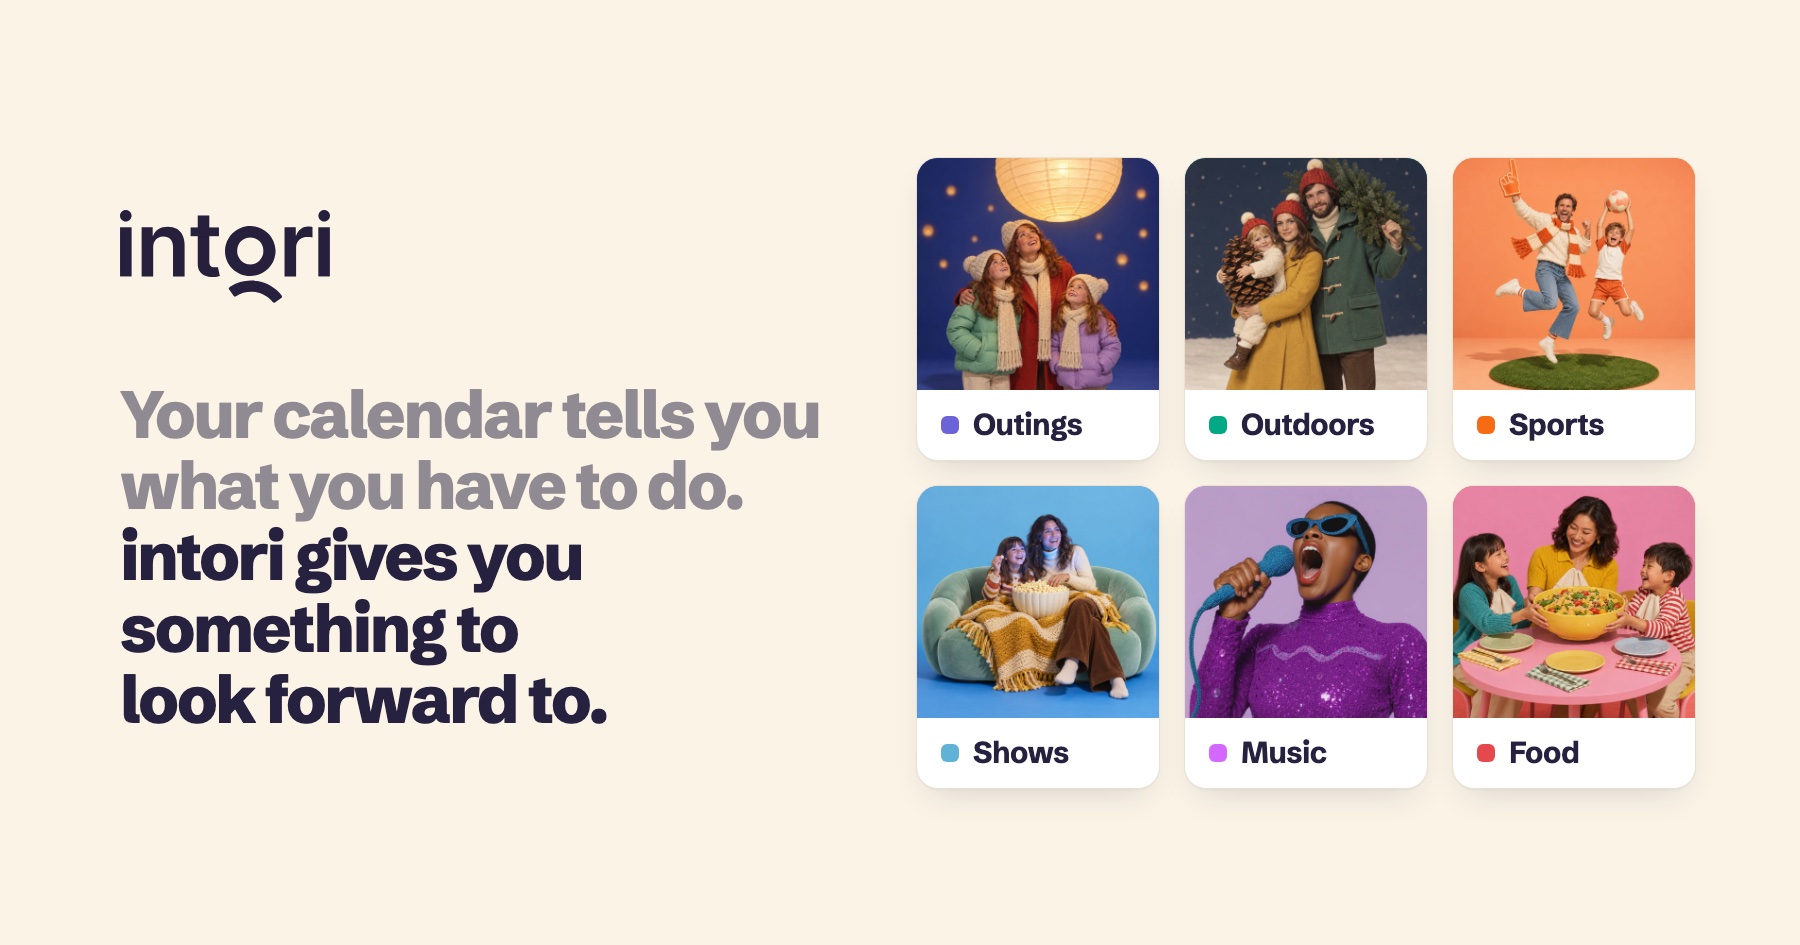 intori
Your calendar tells you
what you have to do.
intori gives you
something to
look forward to.
Outings
Outdoors
Sports
Shows
Music
Food